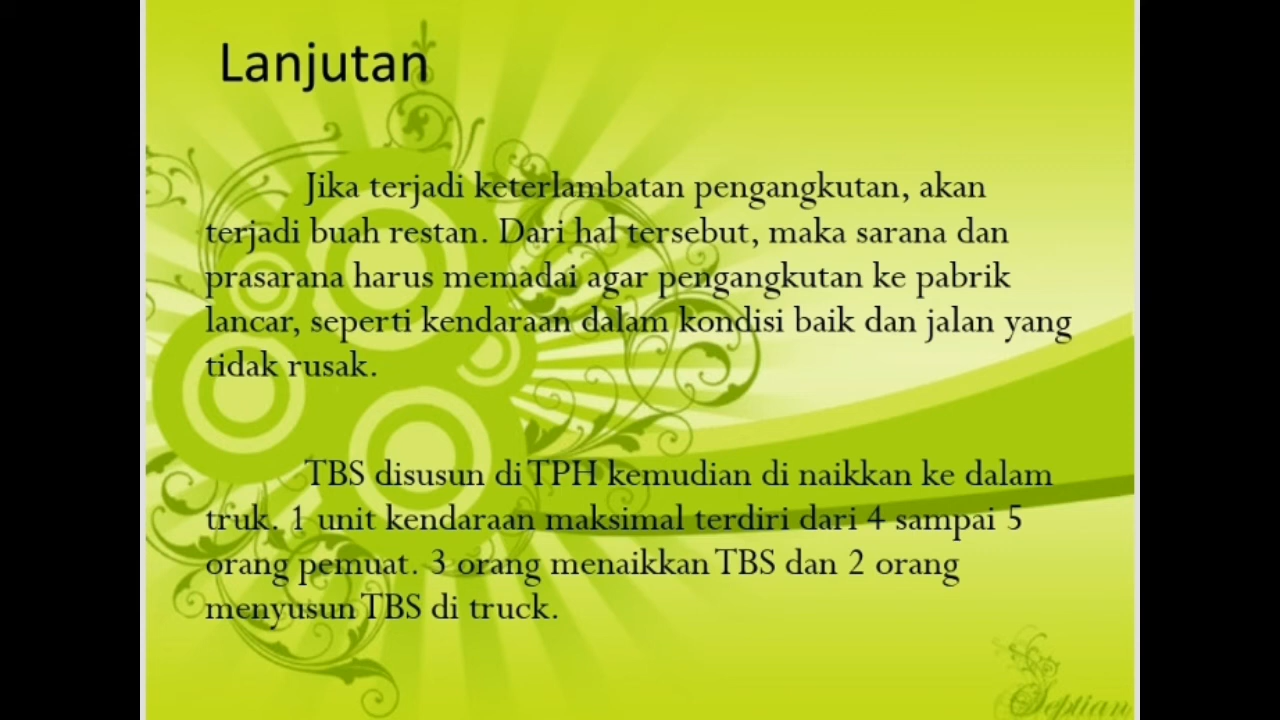 Lanjutan
Jika terjadi keterlambatan pengangkutan, akan
terjadi buah restan. Dari hal tersebut, maka sarana dan
prasarana harus memadai agar pengangkutan ke pabrik
lancar, seperti kendaraan dalam kondisi baik dan jalan yang
tidak rusak.
TBS disusun di TPH kemudian di naikkan ke dalam
truk. 1 unit kendaraan maksimal terdiri dari 4 sampai 5
orang pemuat. 3 orang menaikkan TBS dan 2 orang
menyusun TBS di truck.
Septian